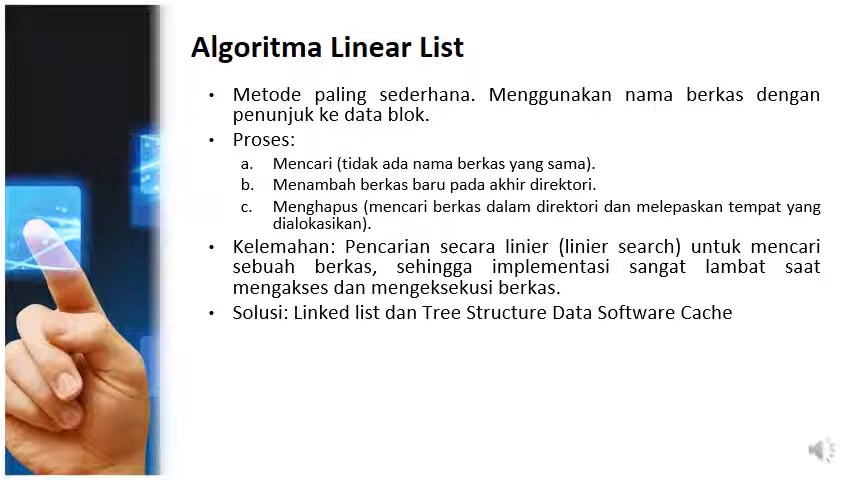 Algoritma Linear List
• Metode paling sederhana. Menggunakan nama berkas dengan
penunjuk ke data blok.
• Proses:
a. Mencari (tidak ada nama berkas yang sama).
b. Menambah berkas baru pada akhir direktori.
c. Menghapus (mencari berkas dalam direktori dan melepaskan tempat yang
dialokasikan).
• Kelemahan: Pencarian secara linier (linier search) untuk mencari
sebuah berkas, sehingga implementasi sangat lambat saat
mengakses dan mengeksekusi berkas.
• Solusi: Linked list dan Tree Structure Data Software Cache